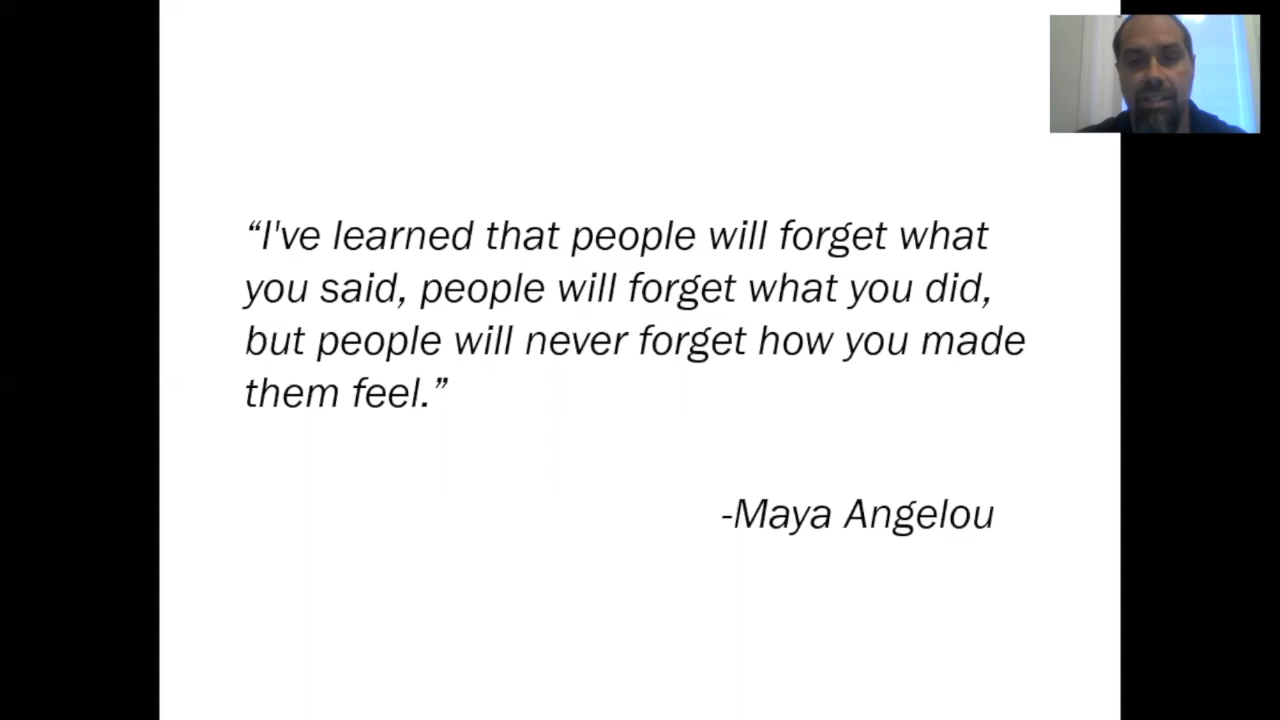 “I've learned that people will forget what
you said, people will forget what you did,
but people will never forget how you made
them feel.”
-Maya Angelou